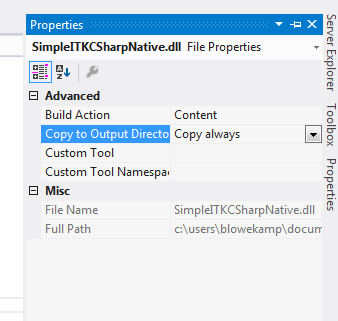 Properties
SimpleITKCSharpNative.dll File Properties
Advanced
Build Action Content
Copy to Output Directo Copy always
Custom Tool
Custom Tool Namespac
Misc
File Name SimpleITKCSharpNative.dll
Full Path c:\users\blowekamp\docum
Server Explorer
Toolbox
Properties